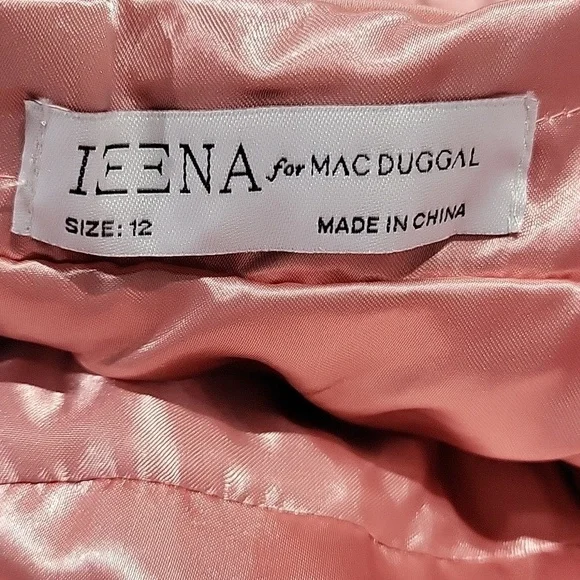 IEENA for MAC DUGGAL
SIZE: 12 MADE IN CHINA